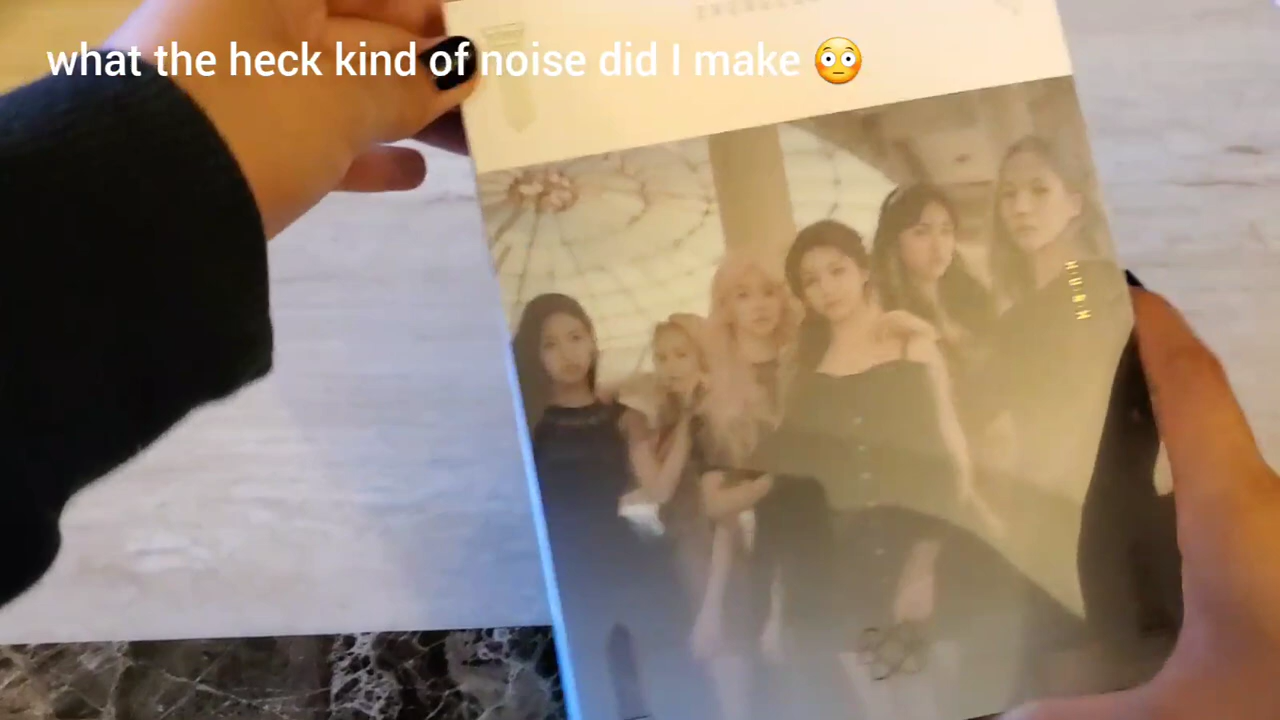 what the heck kind of noise did I make 😳